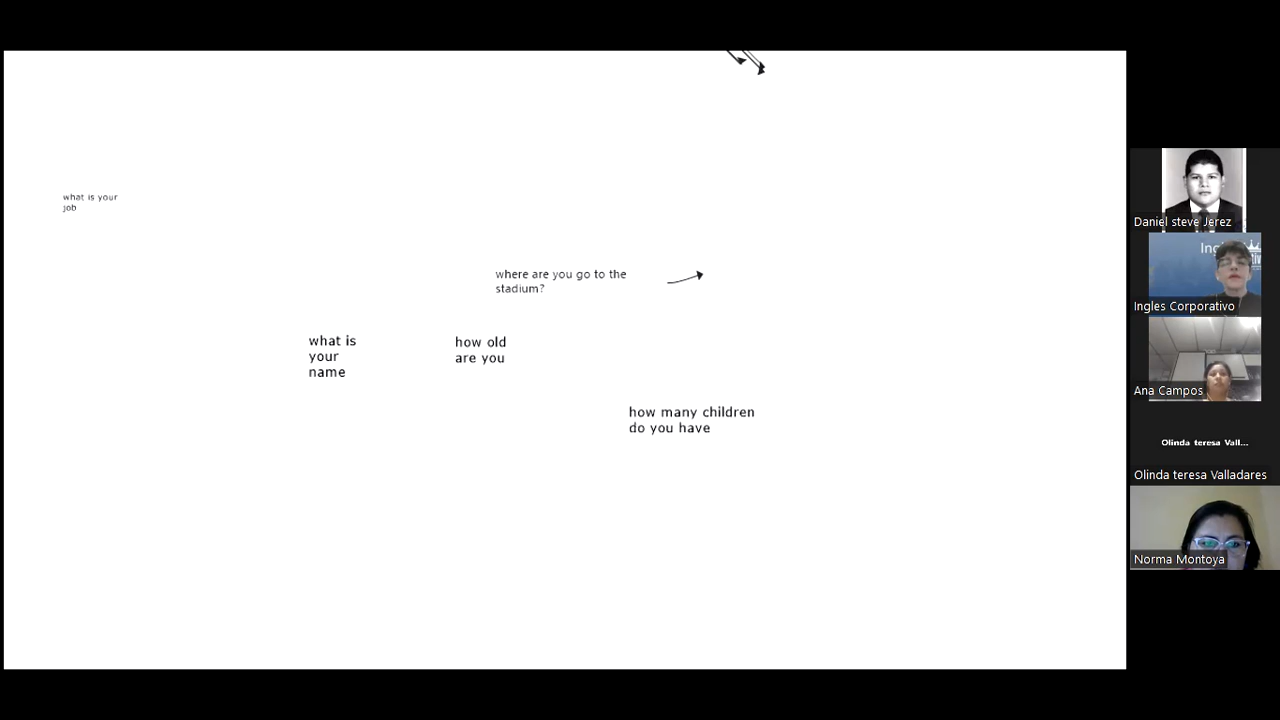 what is your
job
where are you go to the
stadium?
what is
your
name
how old
are you
how many children
do you have
Daniel steve Jerez
Ingles Corporativo
Ana Campos
Olinda teresa Vall...
Olinda teresa Valladares
Norma Montoya